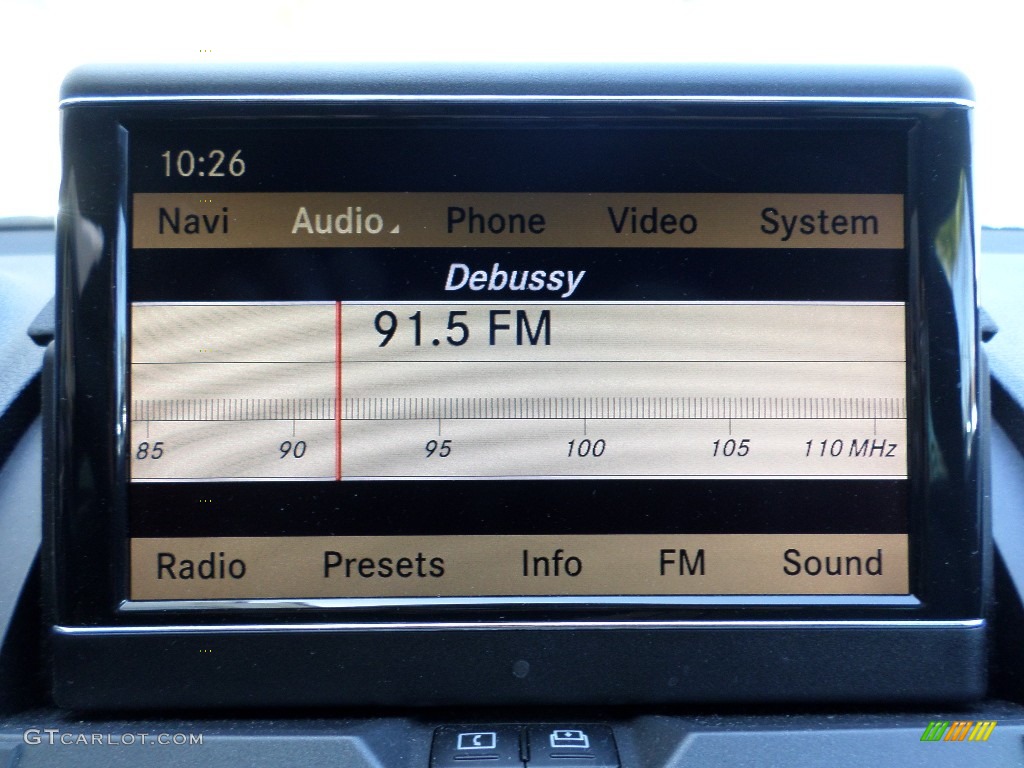 10:26
Navi Audio Phone Video System
Debussy
91.5 FM
85 90 95 100 105 110 MHz
Radio Presets Info FM Sound
GTCARLOT.COM